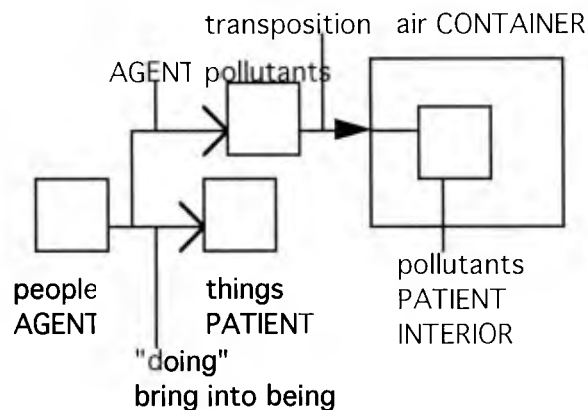 transposition air CONTAINER
AGENT pollutants
people
AGENT
things
PATIENT
"doing"
bring into being
pollutants
PATIENT
INTERIOR